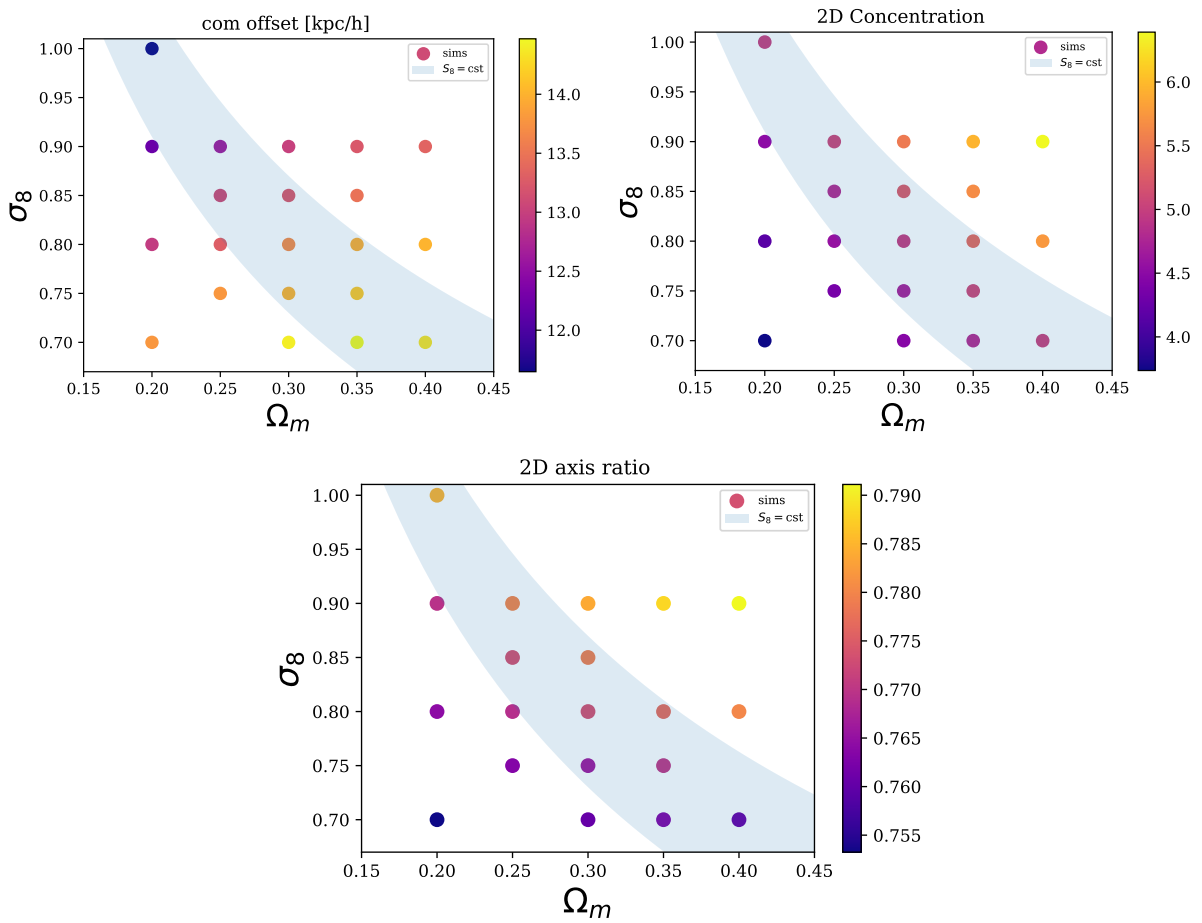 com offset [kpc/h]
sims
S₈ = cst
1.00
0.95
0.90
0.85
0.80
0.75
0.70
σ₈
0.15 0.20 0.25 0.30 0.35 0.40 0.45
Ωₘ
14.0
13.5
13.0
12.5
12.0
2D Concentration
sims
S₈ = cst
1.00
0.95
0.90
0.85
0.80
0.75
0.70
σ₈
0.15 0.20 0.25 0.30 0.35 0.40 0.45
Ωₘ
6.0
5.5
5.0
4.5
4.0
2D axis ratio
sims
S₈ = cst
1.00
0.95
0.90
0.85
0.80
0.75
0.70
σ₈
0.15 0.20 0.25 0.30 0.35 0.40 0.45
Ωₘ
0.790
0.785
0.780
0.775
0.770
0.765
0.760
0.755